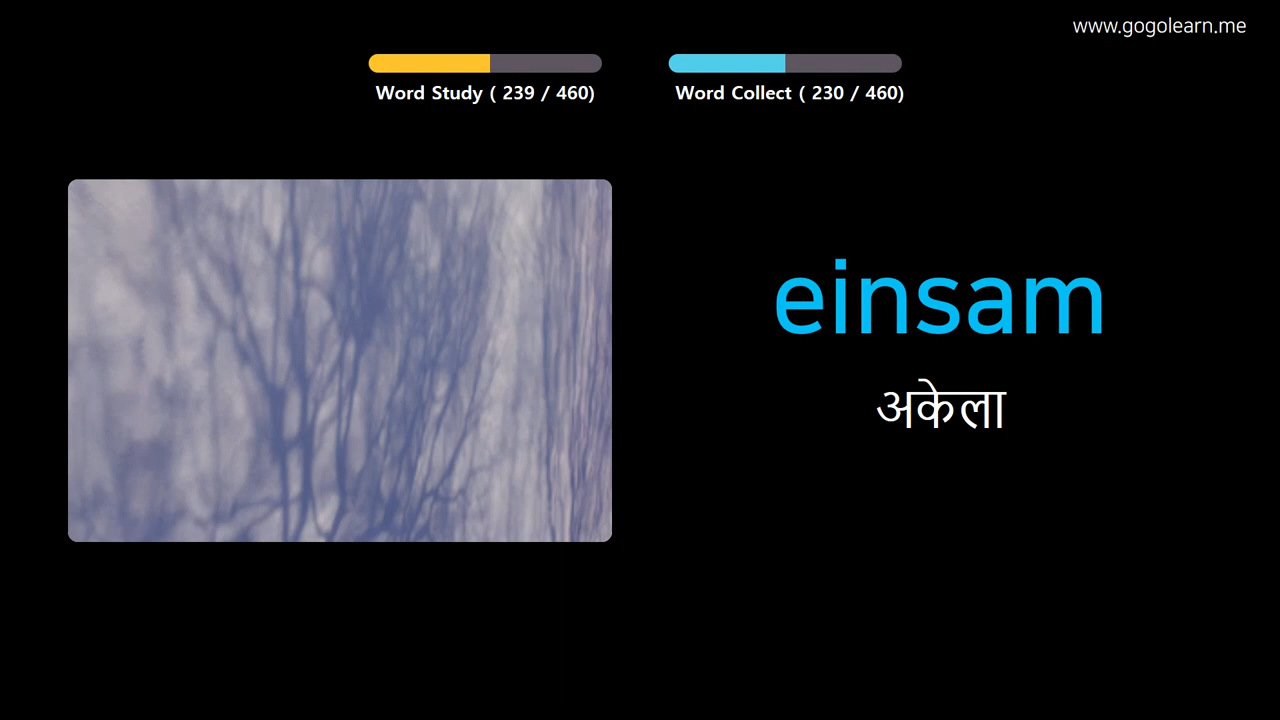 www.gogolearn.me
Word Study ( 239 / 460)
Word Collect ( 230 / 460)
einsam
अकेला